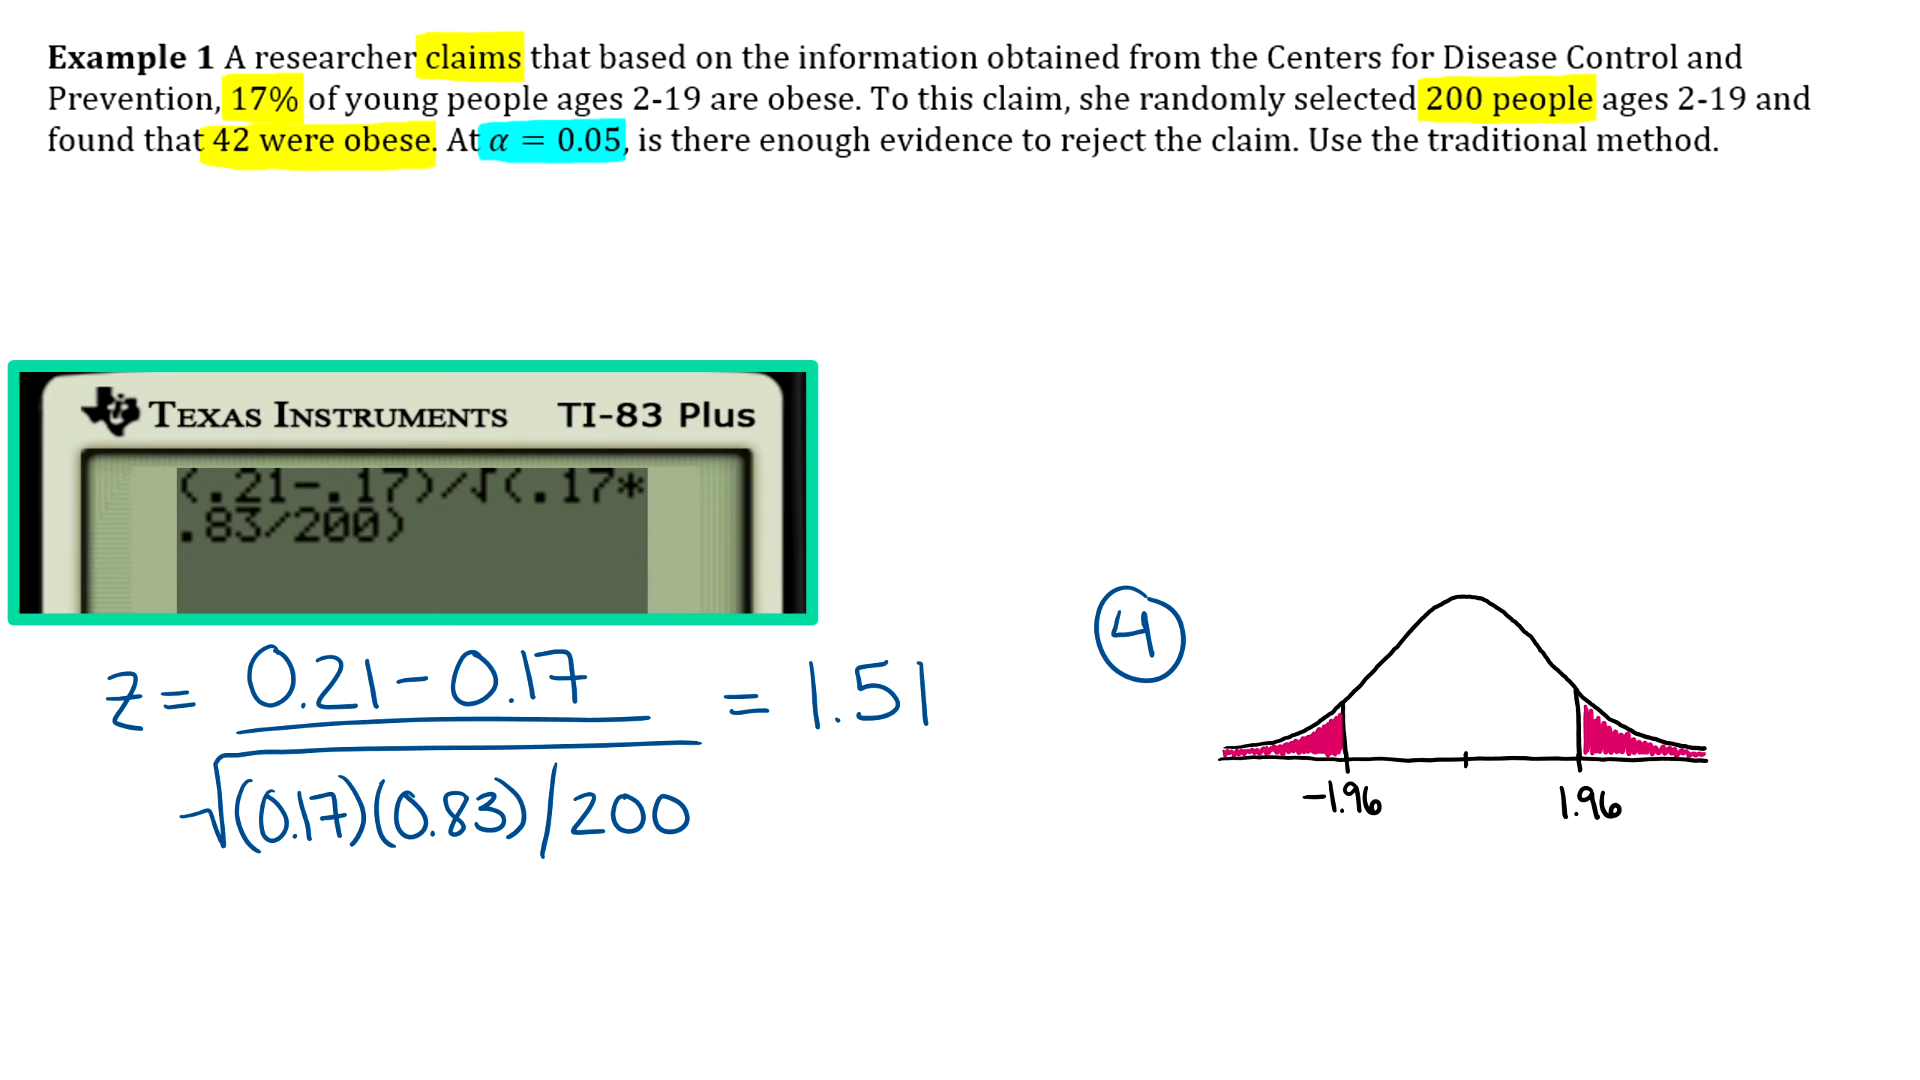 Example 1 A researcher claims that based on the information obtained from the Centers for Disease Control and
Prevention, 17% of young people ages 2-19 are obese. To this claim, she randomly selected 200 people ages 2-19 and
found that 42 were obese. At α = 0.05, is there enough evidence to reject the claim. Use the traditional method.
TEXAS INSTRUMENTS TI-83 Plus
(.21-.17)/√(.17*
.83/200)
4
z = 0.21 - 0.17 = 1.51
√(0.17)(0.83)/200
-1.96 1.96